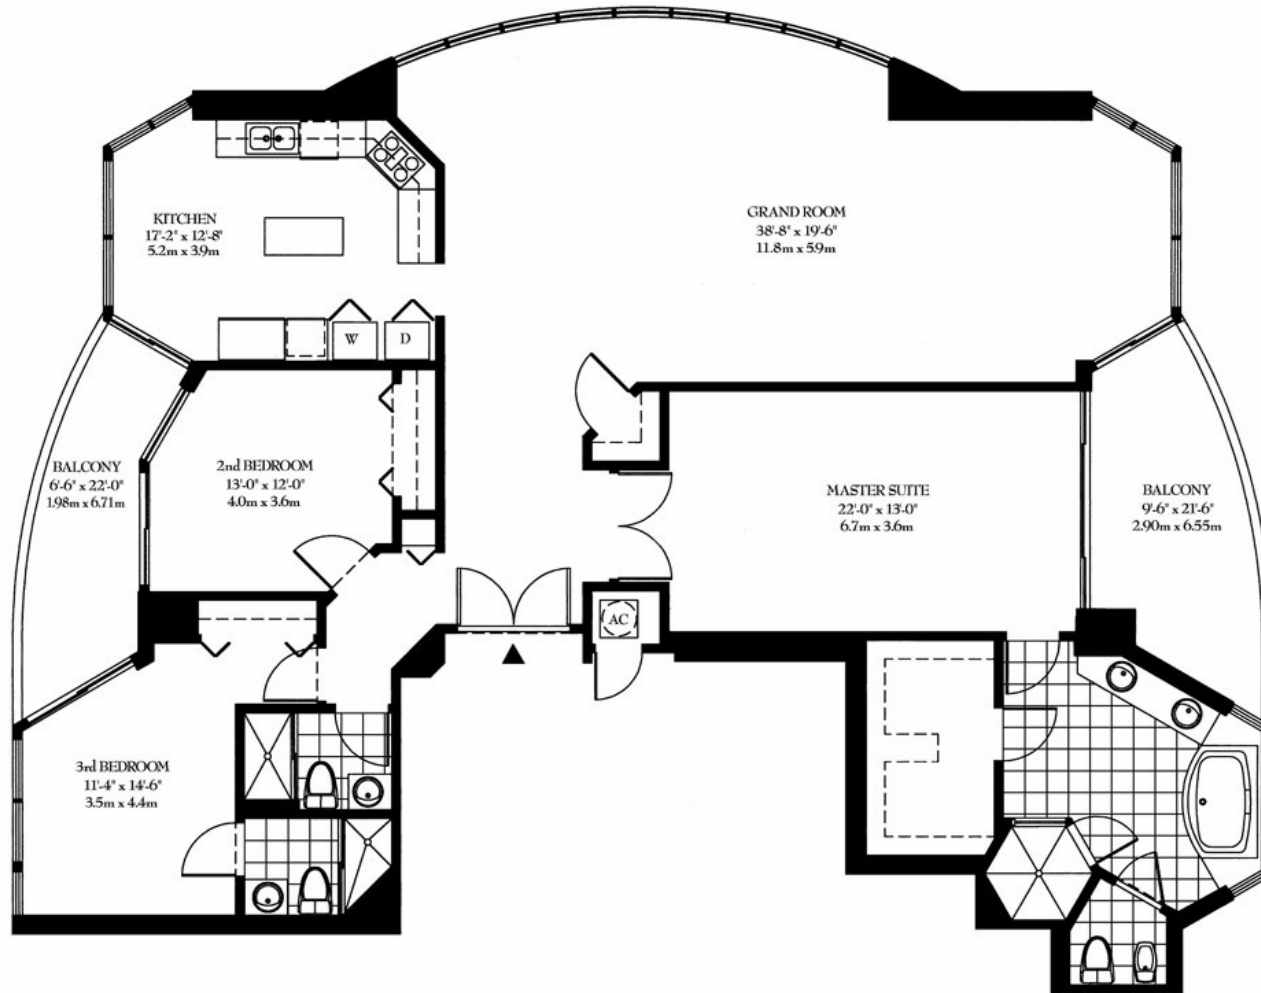 KITCHEN
17'-2" x 12'-8"
5.2m x 3.9m
GRAND ROOM
38'-8" x 19'-6"
11.8m x 5.9m
W
D
BALCONY
6'-6" x 22'-0"
1.98m x 6.71m
2nd BEDROOM
13'-0" x 12'-0"
4.0m x 3.6m
MASTER SUITE
22'-0" x 13'-0"
6.7m x 3.6m
BALCONY
9'-6" x 21'-6"
2.90m x 6.55m
AC
3rd BEDROOM
11'-4" x 14'-6"
3.5m x 4.4m